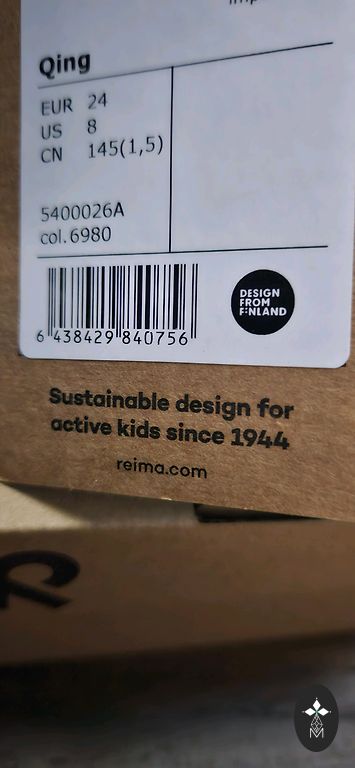 Qing
EUR 24
US 8
CN 145(1,5)
5400026A
col.6980
6 438429 840756
DESIGN
FROM
FINLAND
Sustainable design for
active kids since 1944
reima.com
M